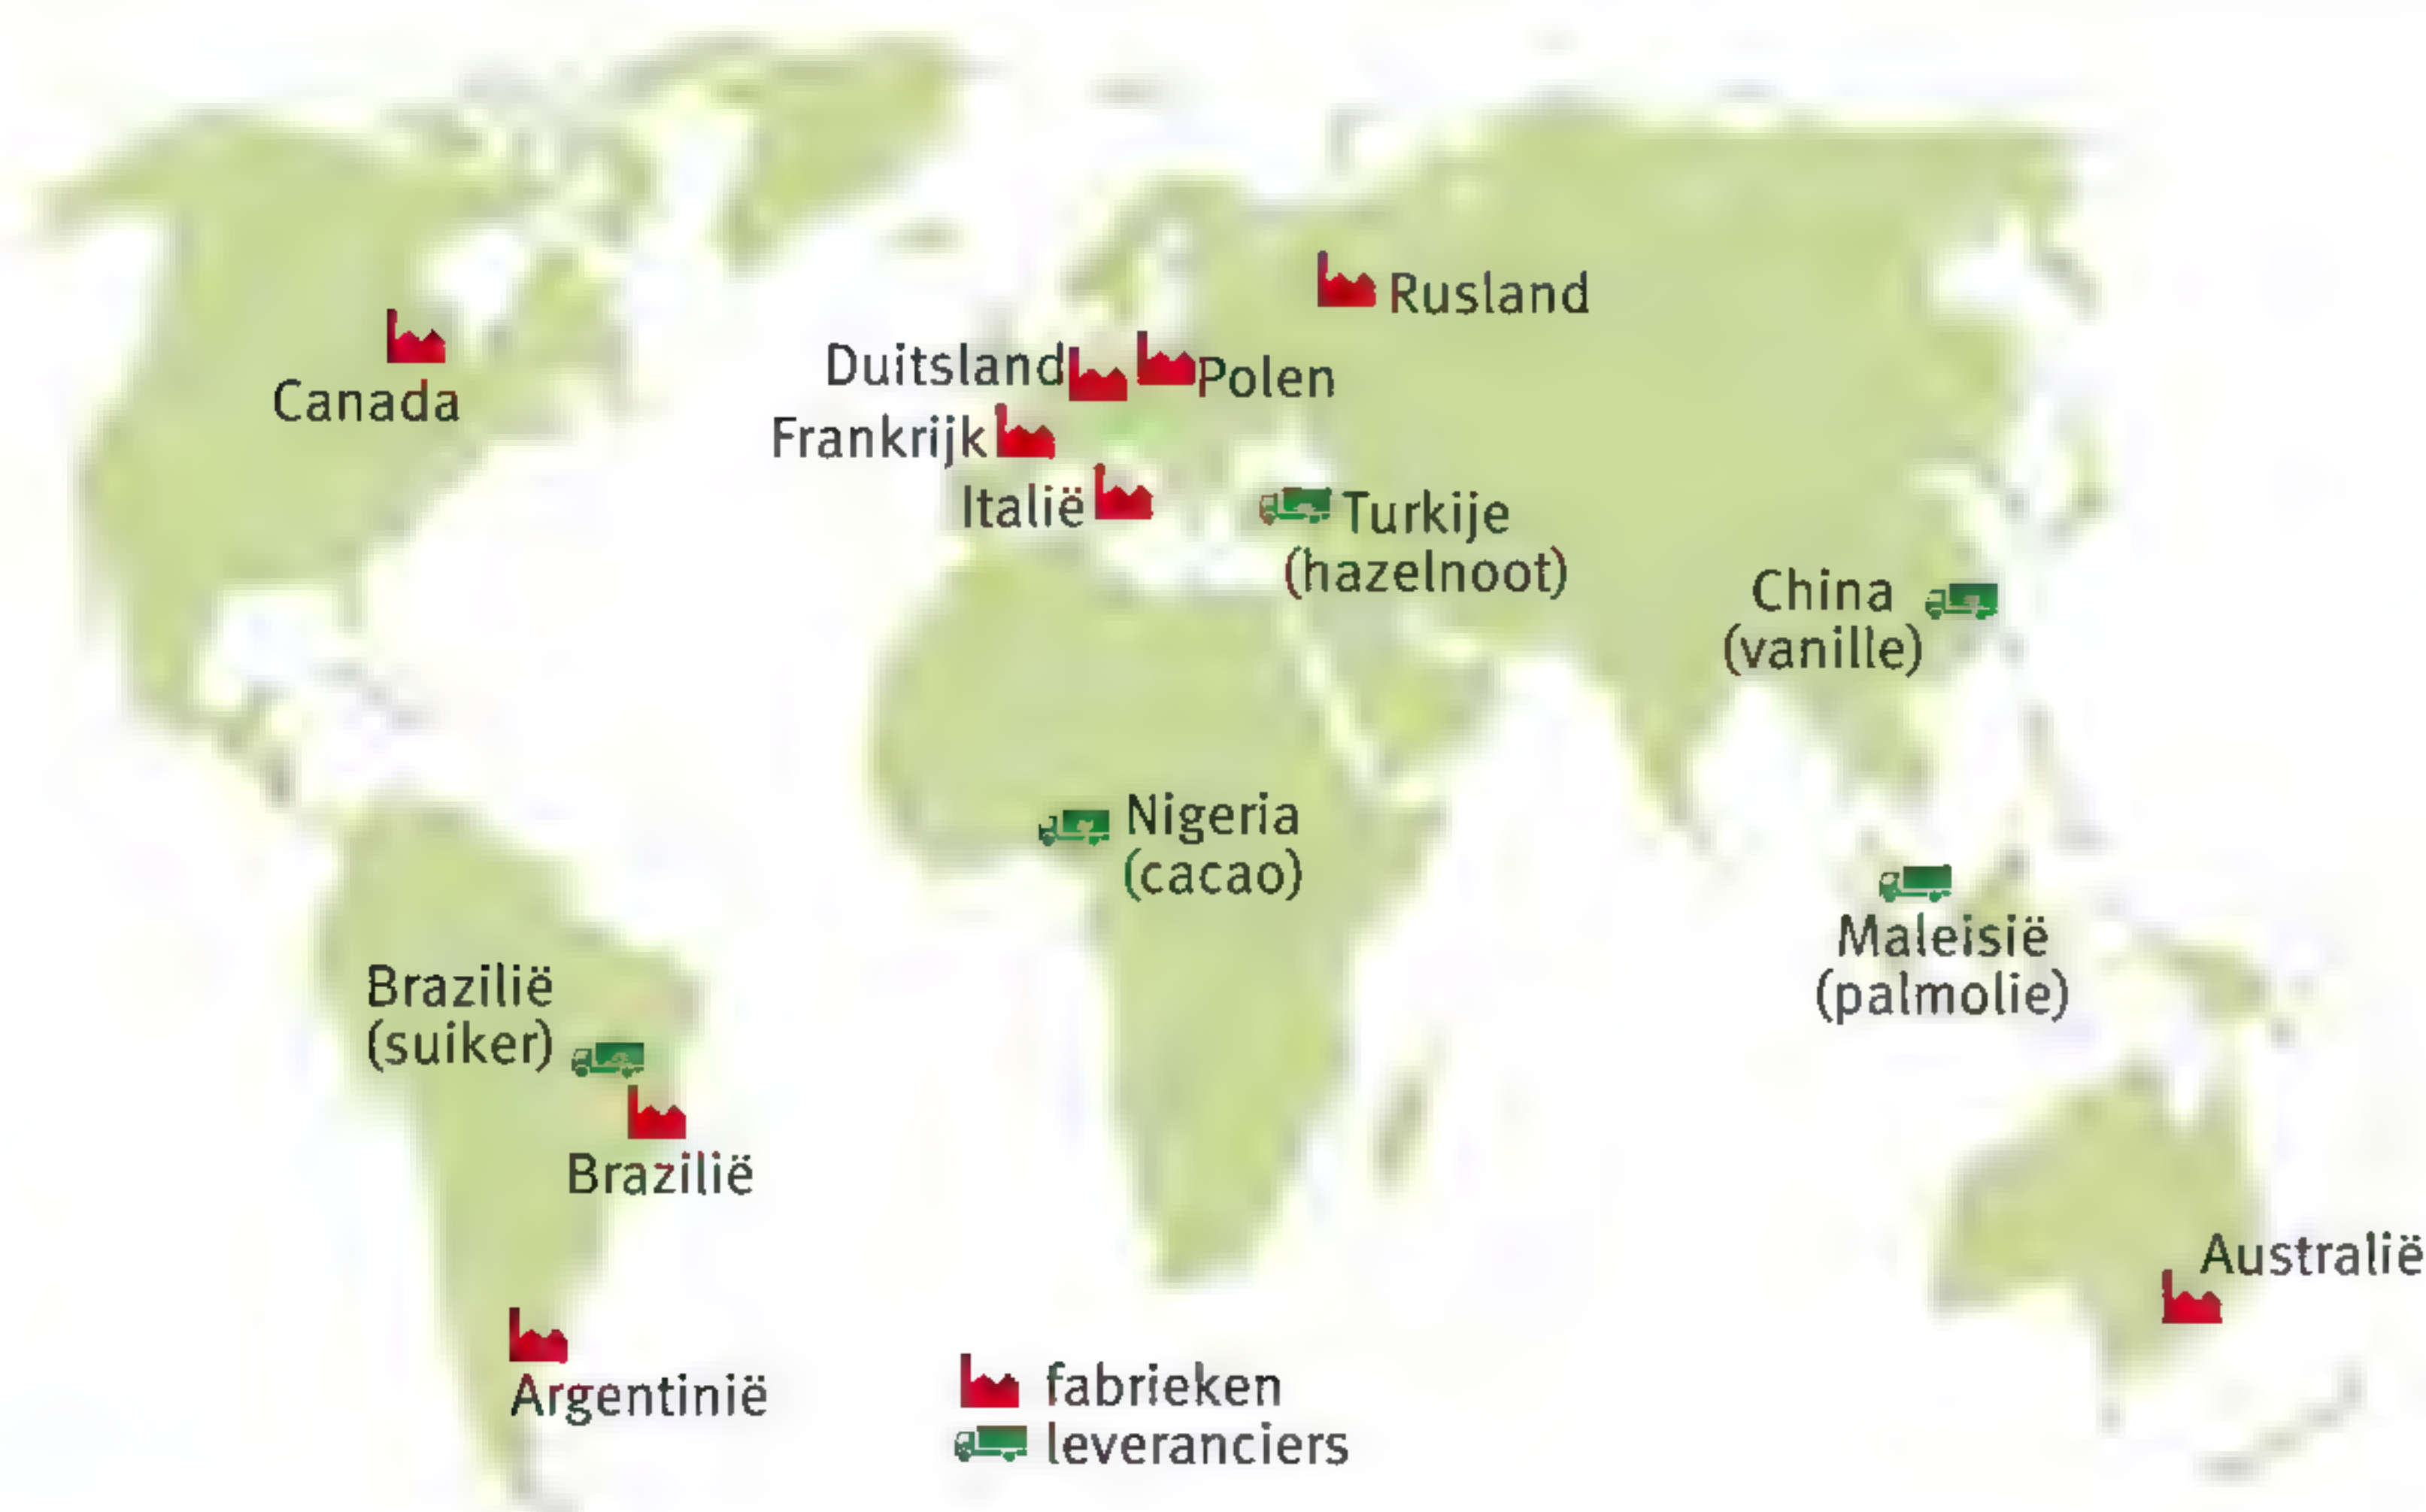 Rusland
Duitsland
Polen
Canada
Frankrijk
Italië
Turkije
(hazelnoot)
China
(vanille)
Nigeria
(cacao)
Maleisië
(palmolie)
Brazilië
(suiker)
Brazilië
Australië
Argentinië
fabrieken
leveranciers